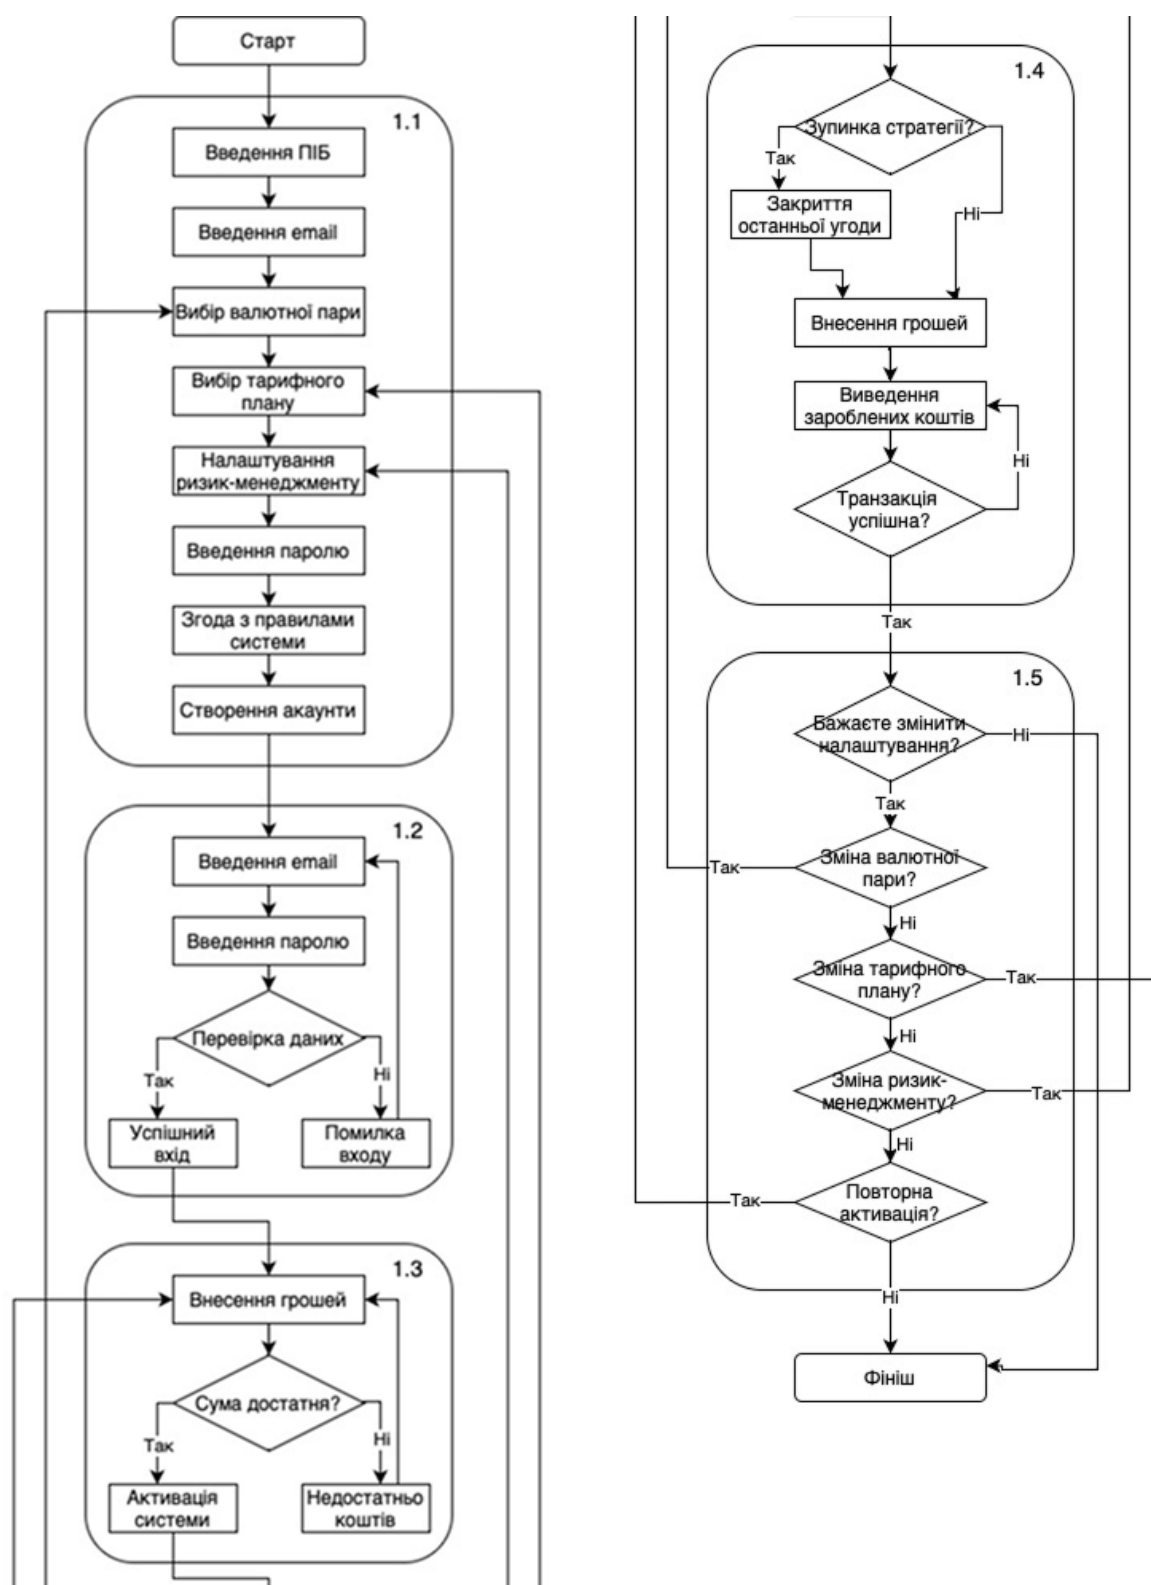 Старт
1.1
Введення ПІБ
Введення email
Вибір валютної пари
Вибір тарифного
плану
Налаштування
ризик-менеджменту
Введення паролю
Згода з правилами
системи
Створення акаунти
1.2
Введення email
Введення паролю
Перевірка даних
Так
Ні
Успішний
вхід
Помилка
входу
1.3
Внесення грошей
Сума достатня?
Так
Ні
Активація
системи
Недостатньо
коштів
1.4
Зупинка стратегії?
Так
Закриття
останньої угоди
Ні
Внесення грошей
Виведення
зароблених коштів
Ні
Транзакція
успішна?
Так
1.5
Бажаєте змінити
налаштування?
Ні
Так
Зміна валютної
пари?
Так
Ні
Зміна тарифного
плану?
Так
Ні
Зміна ризик-
менеджменту?
Так
Ні
Повторна
активація?
Так
Ні
Фініш